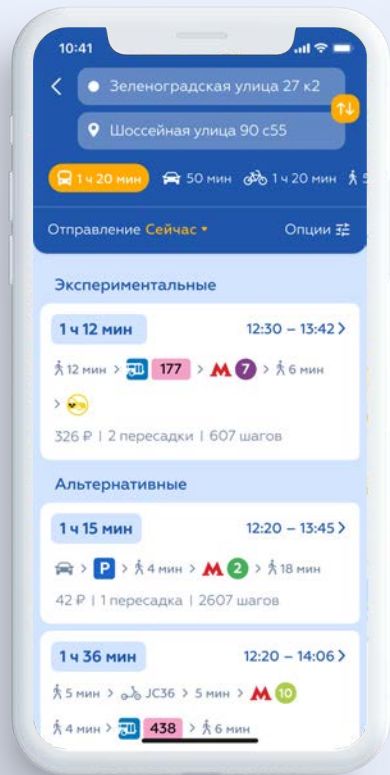 10:41
Зеленоградская улица 27 к2
Шоссейная улица 90 с55
1 ч 20 мин 50 мин 1 ч 20 мин
Отправление Сейчас Опции
Экспериментальные
1 ч 12 мин 12:30 – 13:42 >
12 мин > 177 > М 7 > 6 мин
>
326 ₽ | 2 пересадки | 607 шагов
Альтернативные
1 ч 15 мин 12:20 – 13:45 >
> P > 4 мин > М 2 > 18 мин
42 ₽ | 1 пересадка | 2607 шагов
1 ч 36 мин 12:20 – 14:06 >
5 мин > JC36 > 5 мин > М 10
4 мин > 438 > 6 мин